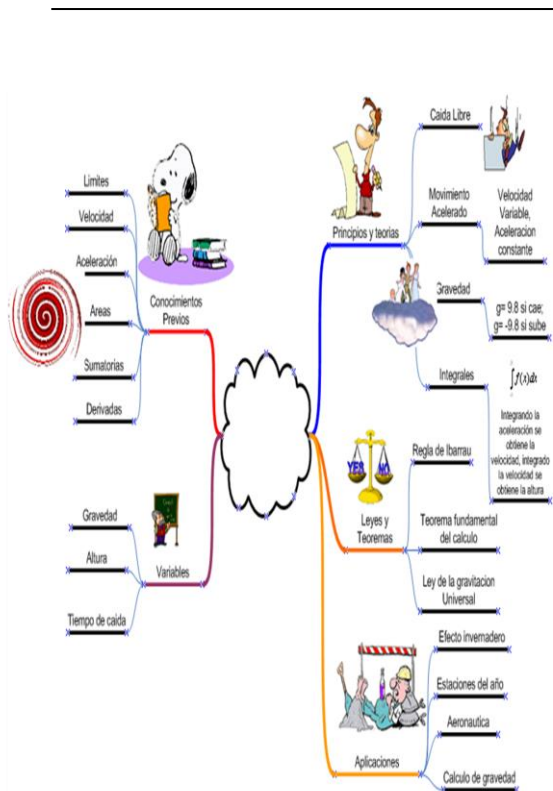 Limites
Velocidad
Aceleración
Areas
Sumatorias
Derivadas
Conocimientos
Previos
Gravedad
Altura
Tiempo de caida
Variables
Principios y teorias
Caida Libre
Movimiento
Acelerado
Velocidad
Variable,
Aceleracion
constante
Gravedad
g= 9.8 si cae;
g= -9.8 si sube
Integrales
∫ f(x)dx
Integrando la
aceleración se
obtiene la
velocidad, integrado
la velocidad se
obtiene la altura
YES NO
Leyes y
Teoremas
Regla de Ibarrau
Teorema fundamental
del calculo
Ley de la gravitacion
Universal
Aplicaciones
Efecto invernadero
Estaciones del año
Aeronautica
Calculo de gravedad